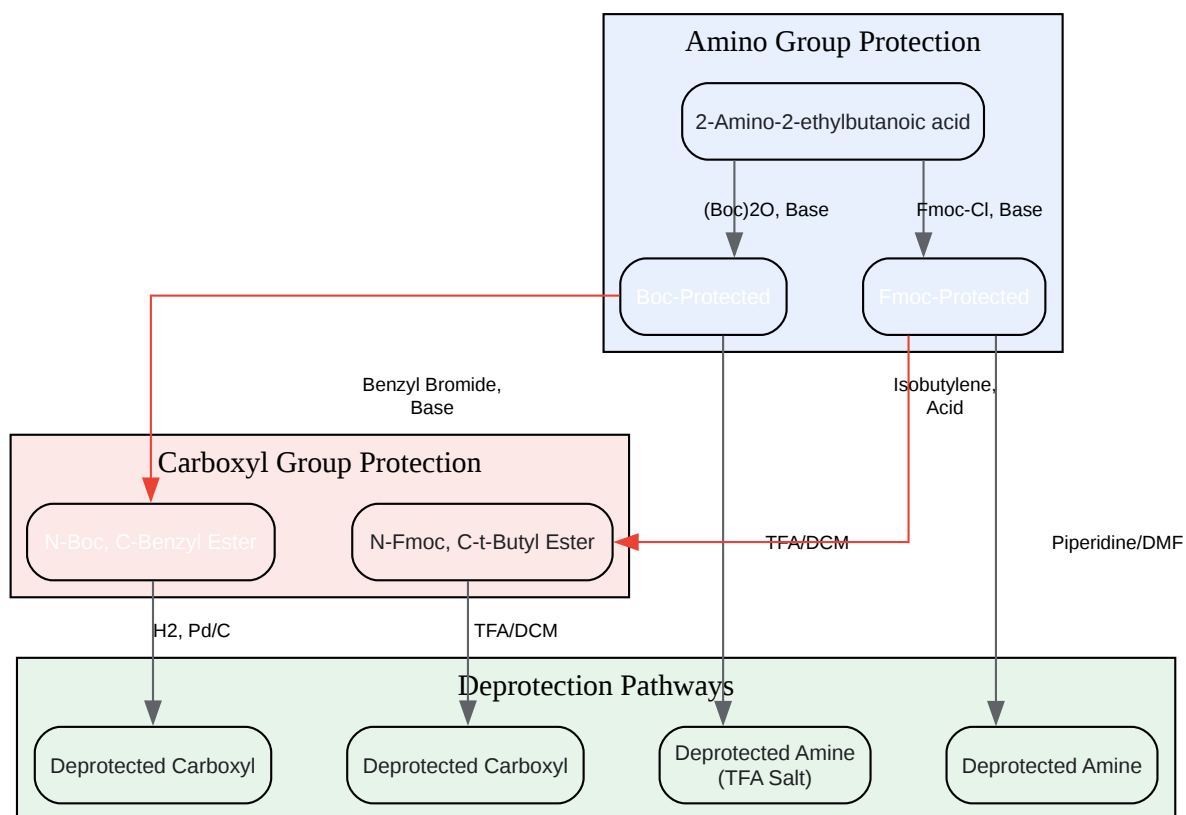 Amino Group Protection
2-Amino-2-ethylbutanoic acid
(Boc)2O, Base
Fmoc-Cl, Base
Boc-Protected
Fmoc-Protected
Benzyl Bromide,
Base
Isobutylene,
Acid
Carboxyl Group Protection
N-Boc, C-Benzyl Ester
N-Fmoc, C-t-Butyl Ester
TFA/DCM
Piperidine/DMF
H2, Pd/C
TFA/DCM
Deprotection Pathways
Deprotected Carboxyl
Deprotected Carboxyl
Deprotected Amine
(TFA Salt)
Deprotected Amine